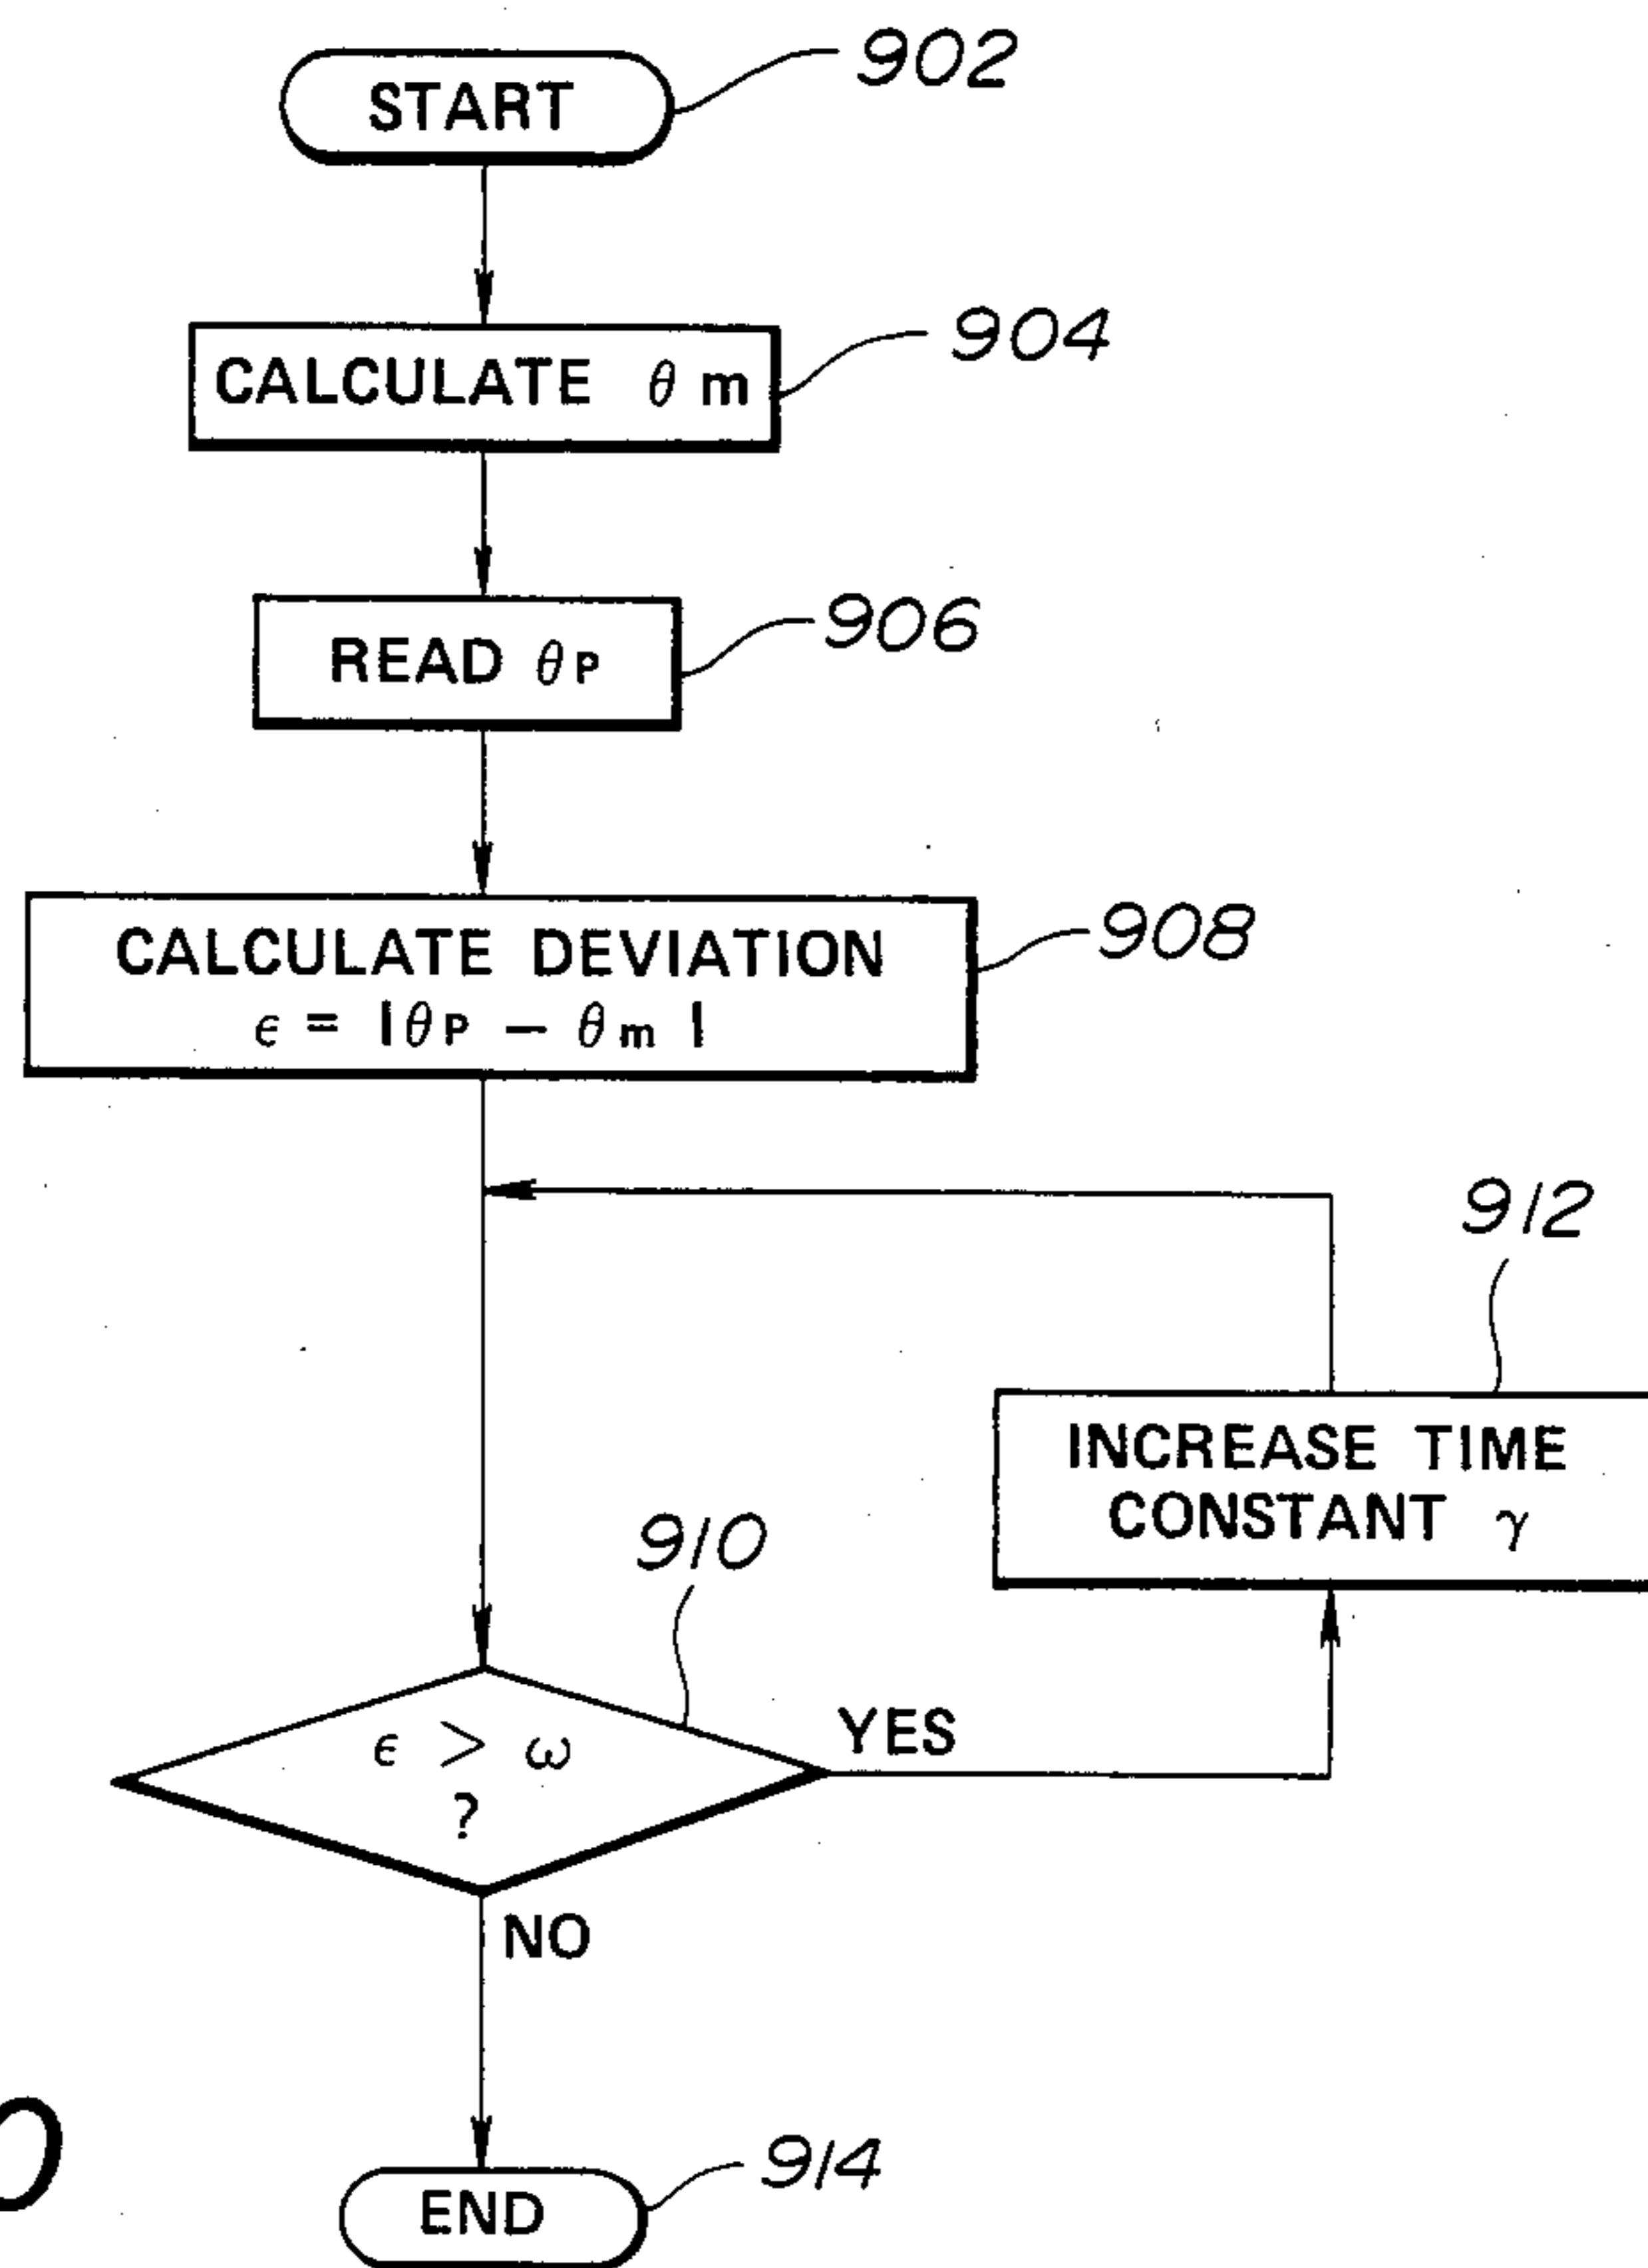 START
902
CALCULATE θm
904
READ θP
906
CALCULATE DEVIATION
ϵ = |θP − θm|
908
912
INCREASE TIME
CONSTANT γ
910
ϵ > ω
?
YES
NO
END
914